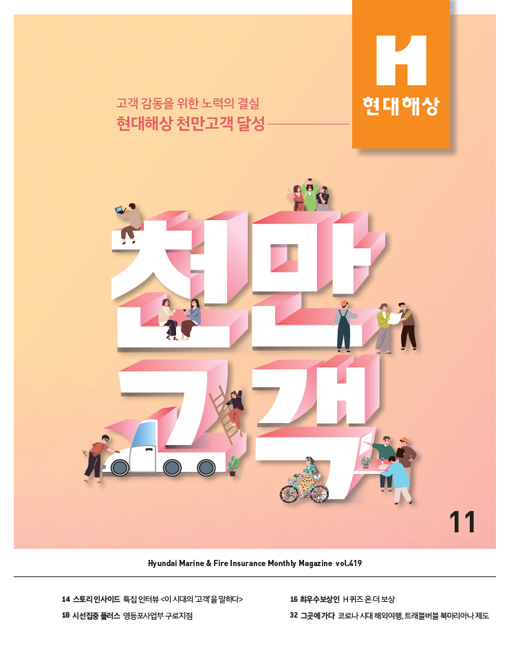 현대해상
고객 감동을 위한 노력의 결실
현대해상 천만고객 달성
천만
고객
11
Hyundai Marine & Fire Insurance Monthly Magazine vol.419
14 스토리 인사이드 특집 인터뷰 <이 시대의 '고객'을 말하다>
16 최우수보상인 H 퀴즈 온 더 보상
18 시선집중 플러스 영등포사업부 구로지점
32 그곳에 가다 코로나 시대 해외여행, 트래블버블 북마리아나 제도